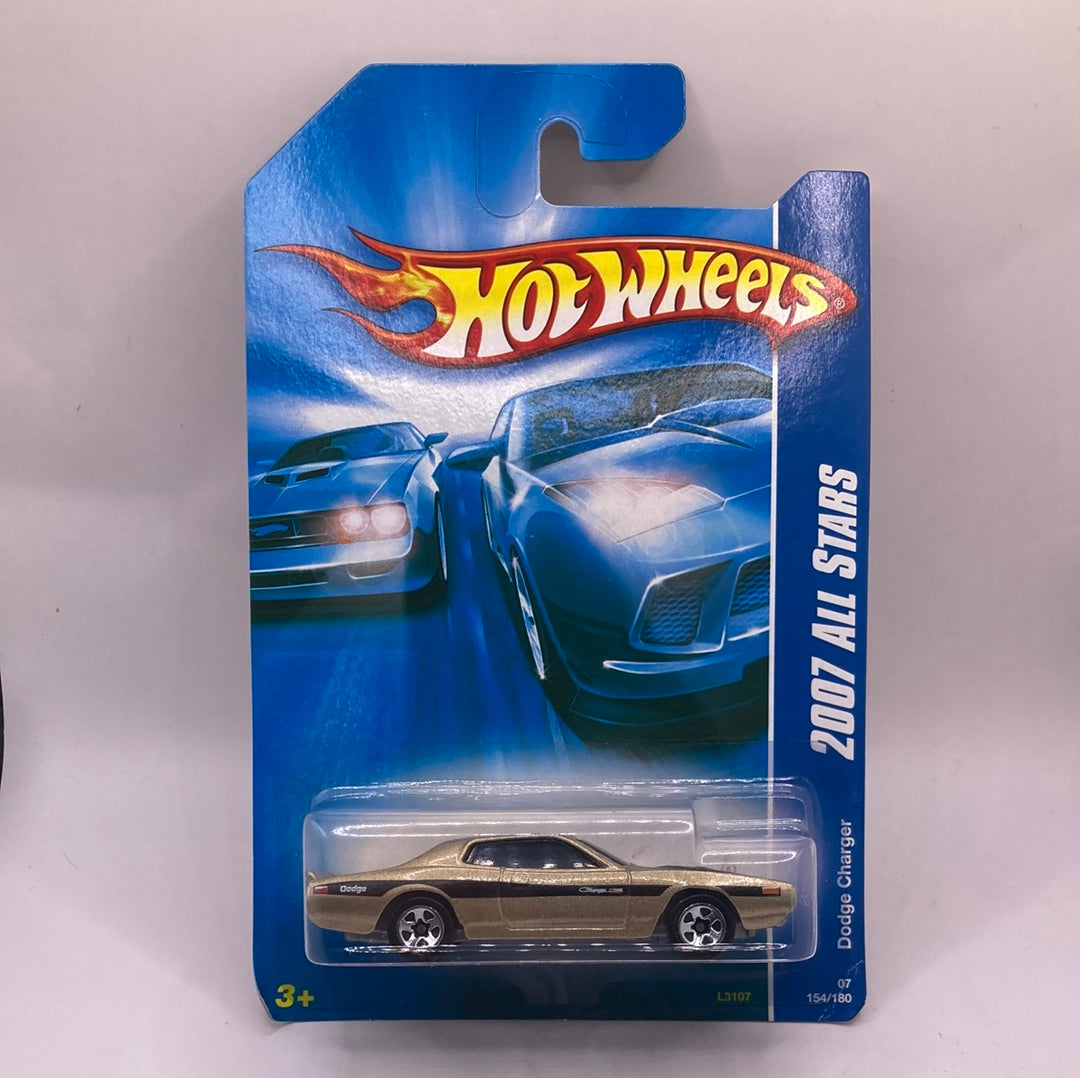 HOT WHEELS®
2007 ALL STARS
Dodge Charger
Dodge
3+
L3107
07
154/180